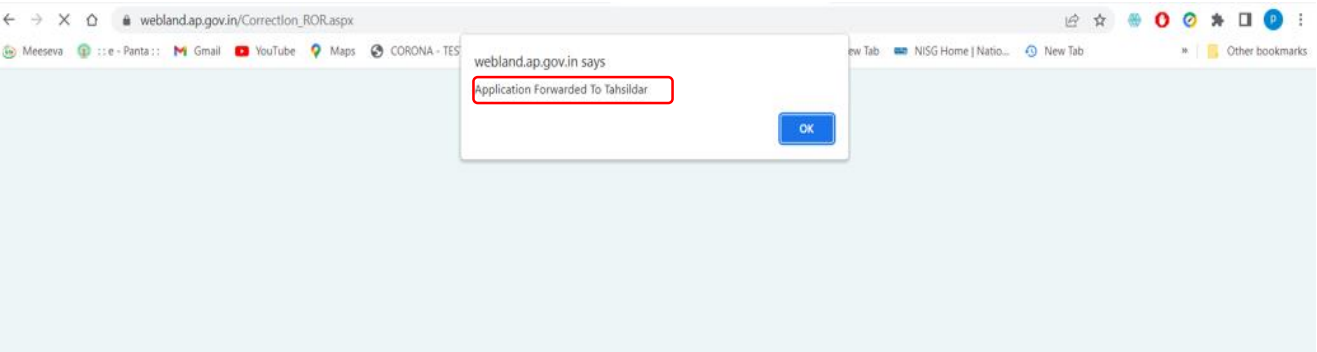 webland.ap.gov.in/Correction_ROR.aspx
Meeseva
:: e - Panta ::
Gmail
YouTube
Maps
CORONA - TES
ew Tab
NISG Home | Natio...
New Tab
»
Other bookmarks
webland.ap.gov.in says
Application Forwarded To Tahsildar
OK